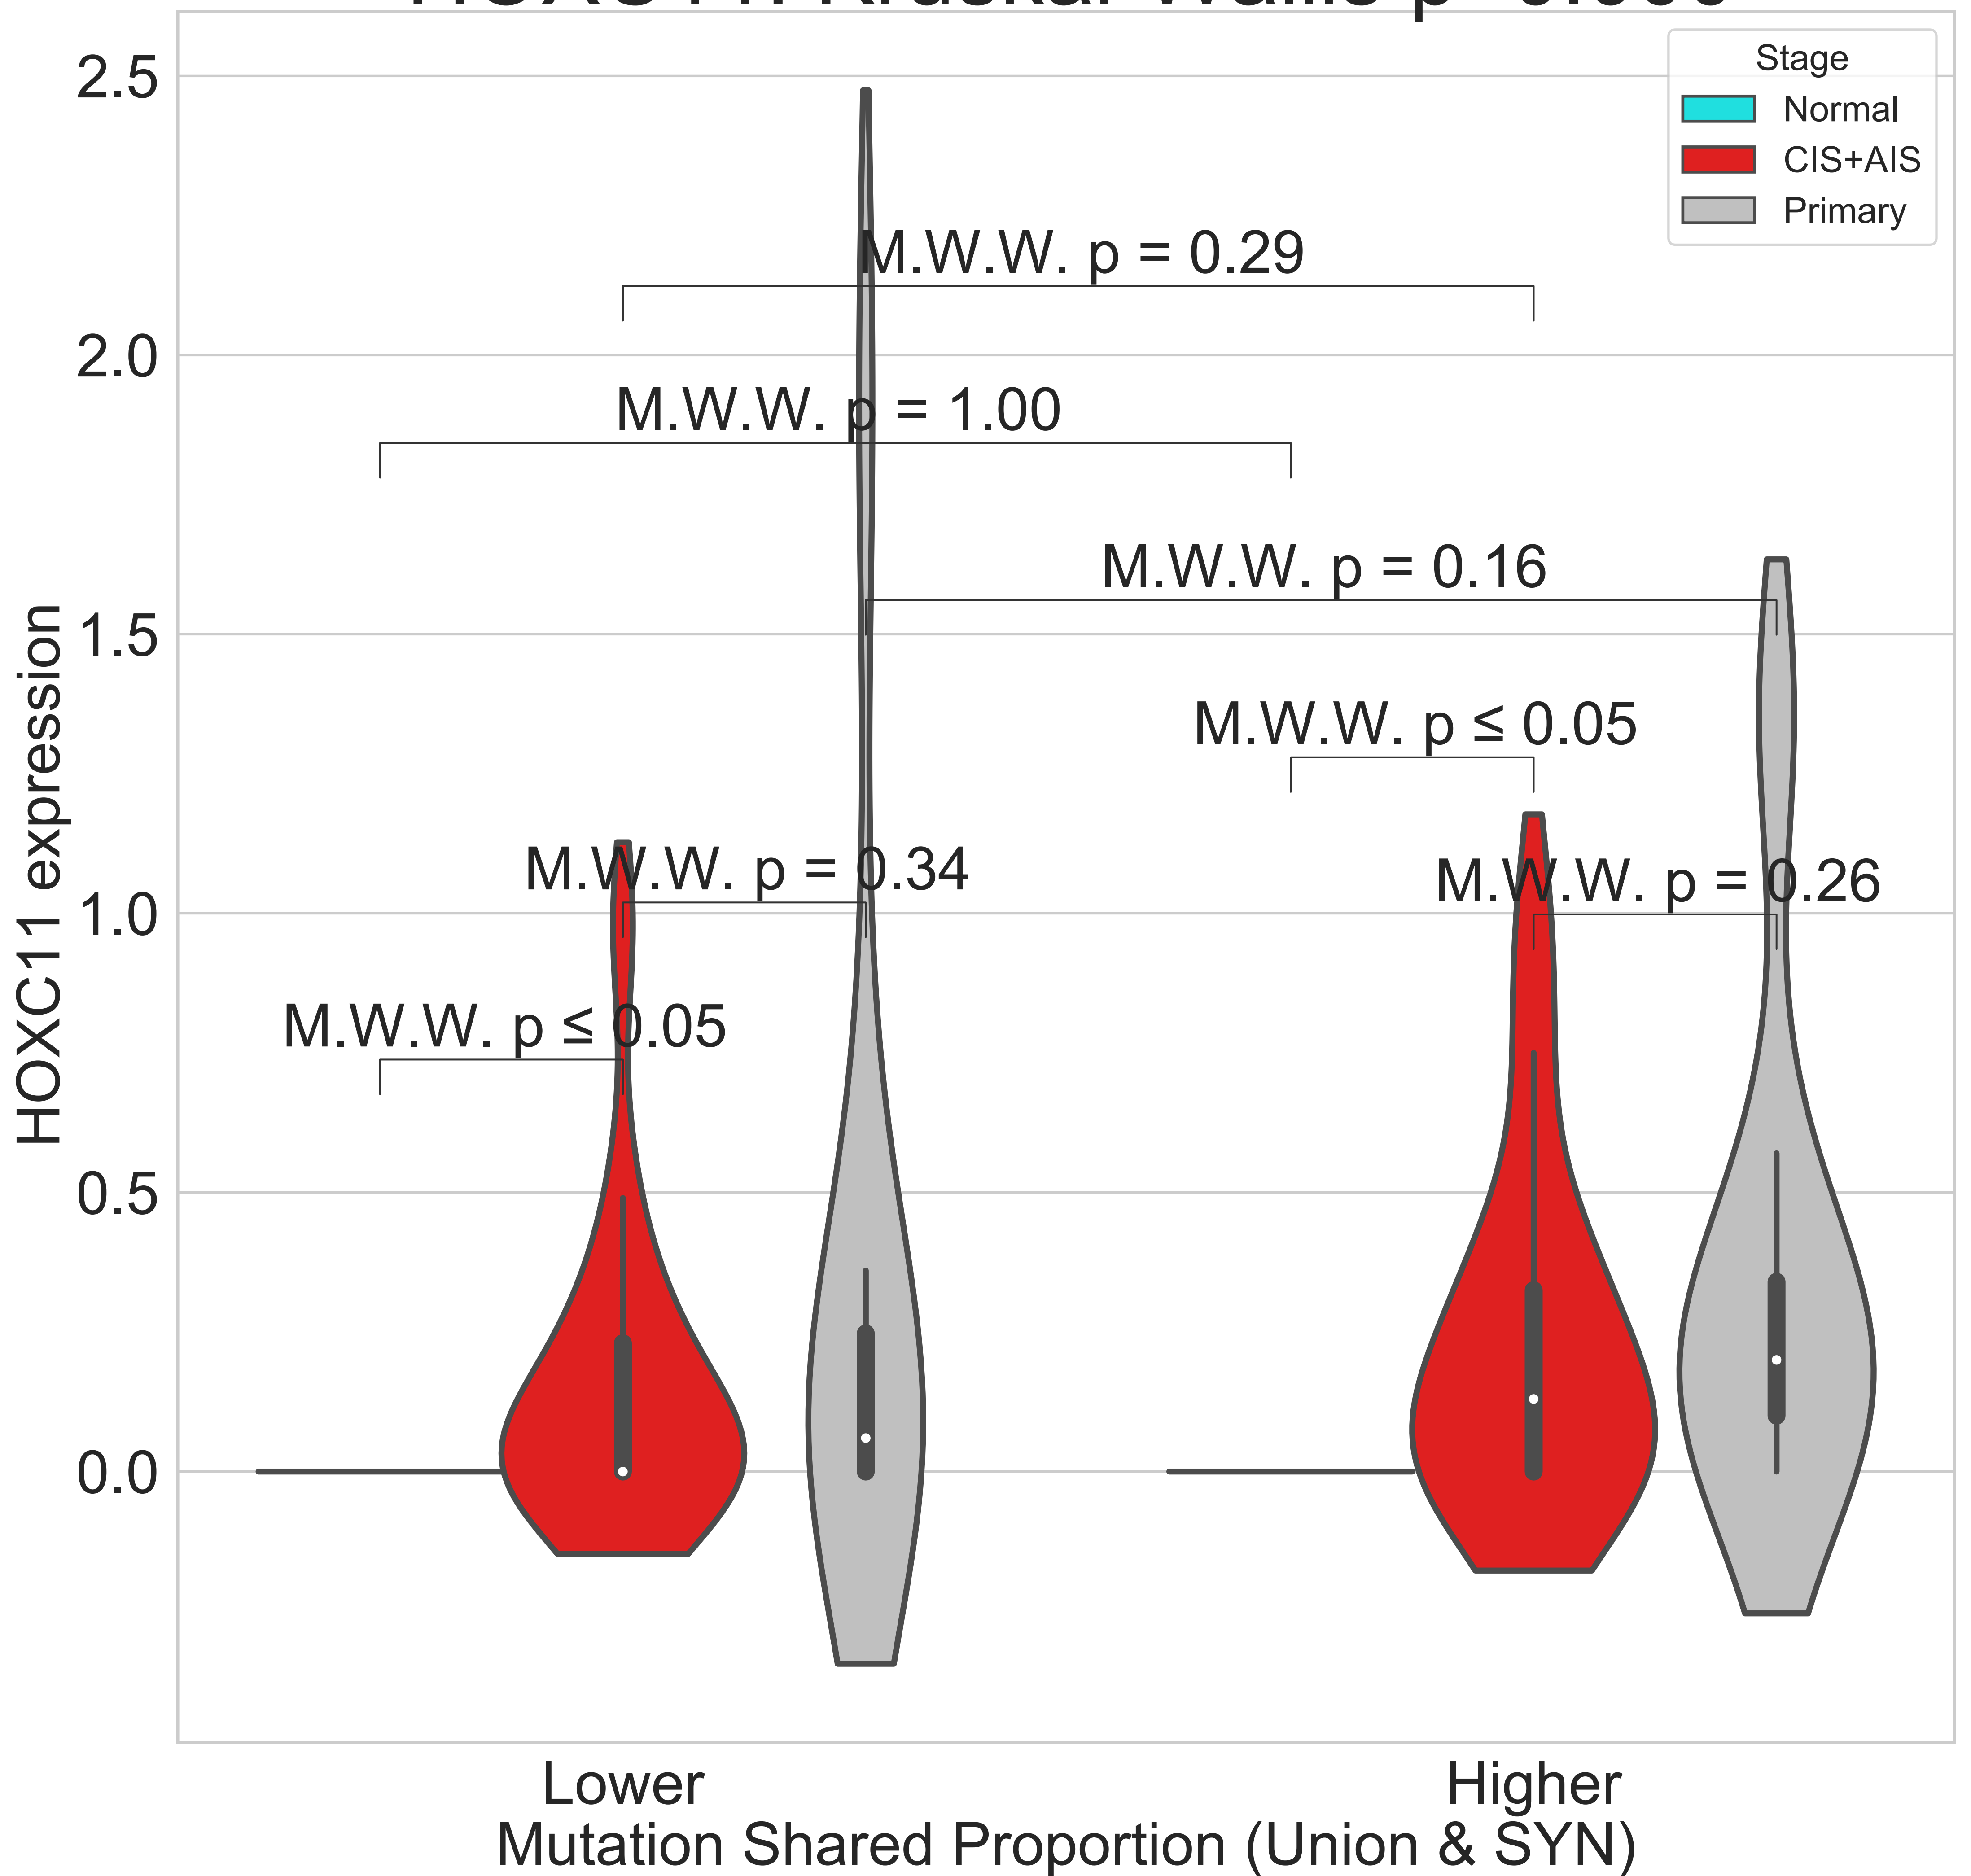 Stage
Normal
CIS+AIS
Primary
2.5
2.0
1.5
1.0
0.5
0.0
HOXC11 expression
M.W.W. p = 0.29
M.W.W. p = 1.00
M.W.W. p = 0.16
M.W.W. p ≤ 0.05
M.W.W. p = 0.34
M.W.W. p = 0.26
M.W.W. p ≤ 0.05
Lower
Higher
Mutation Shared Proportion (Union & SYN)